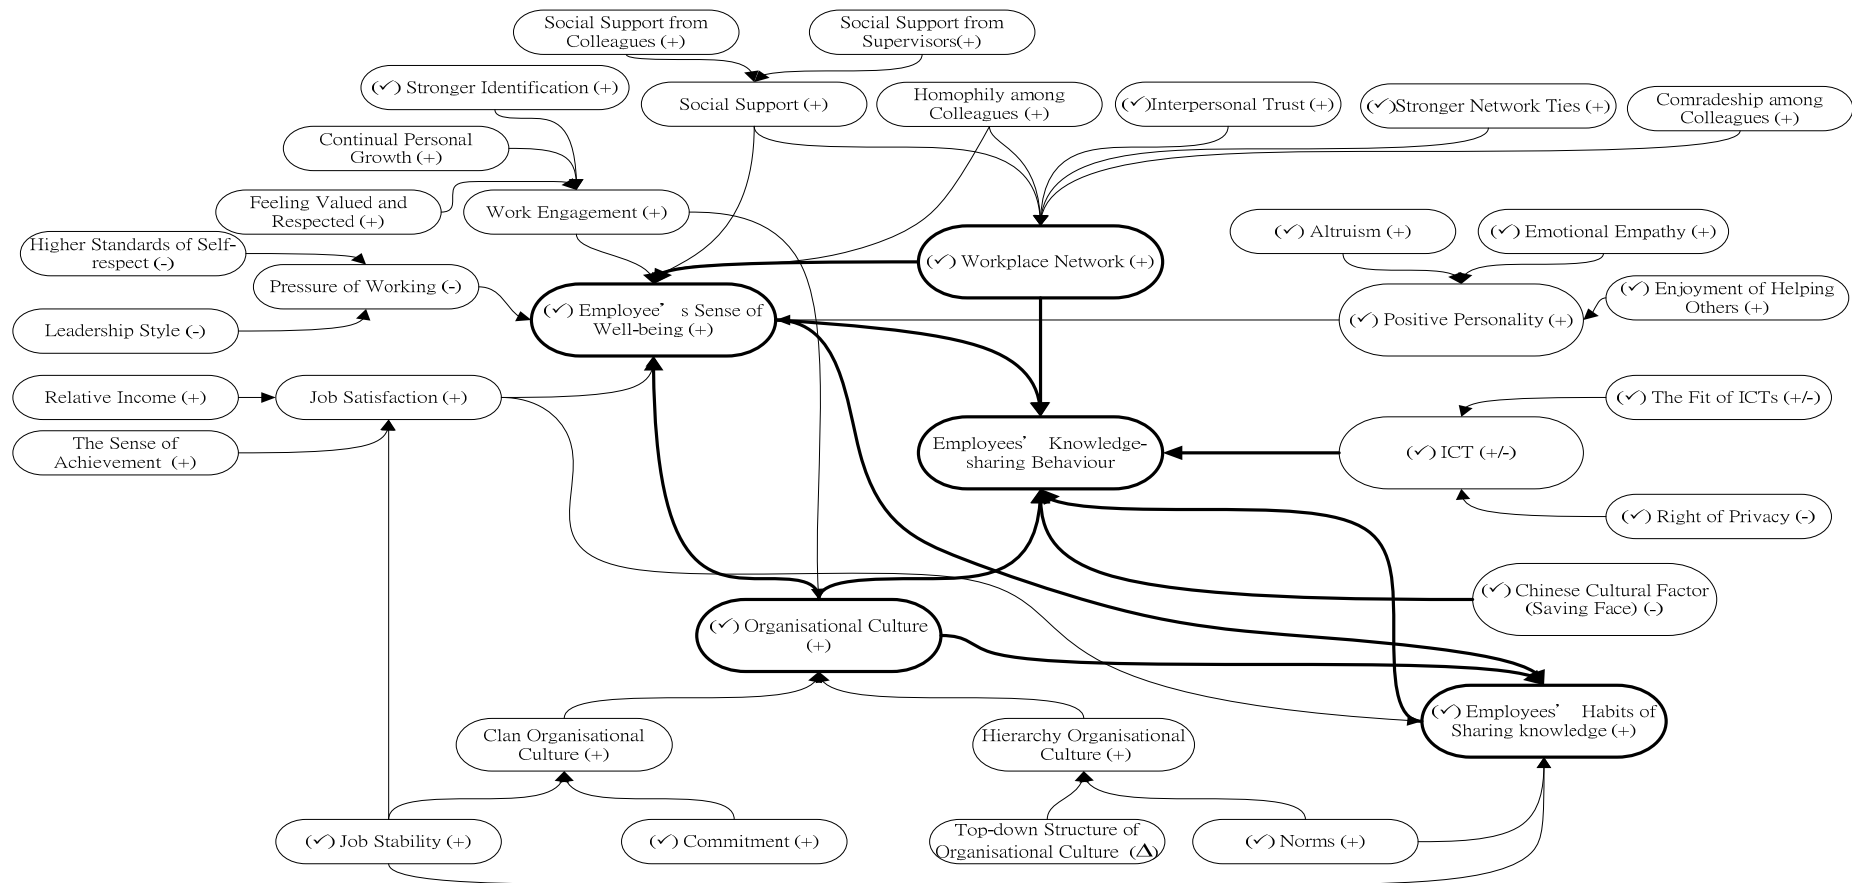 Social Support from
Colleagues (+)
Social Support from
Supervisors(+)
(✓) Stronger Identification (+)
Social Support (+)
Homophily among
Colleagues (+)
(✓)Interpersonal Trust (+)
(✓)Stronger Network Ties (+)
Comradeship among
Colleagues (+)
Continual Personal
Growth (+)
Feeling Valued and
Respected (+)
Work Engagement (+)
Higher Standards of Self-
respect (-)
Pressure of Working (-)
Leadership Style (-)
(✓) Workplace Network (+)
(✓) Altruism (+)
(✓) Emotional Empathy (+)
(✓) Employee’ s Sense of
Well-being (+)
(✓) Positive Personality (+)
(✓) Enjoyment of Helping
Others (+)
Relative Income (+)
Job Satisfaction (+)
The Sense of
Achievement (+)
Employees’ Knowledge-
sharing Behaviour
(✓) ICT (+/-)
(✓) The Fit of ICTs (+/-)
(✓) Right of Privacy (-)
(✓) Chinese Cultural Factor
(Saving Face) (-)
(✓) Organisational Culture
(+)
(✓) Employees’ Habits of
Sharing knowledge (+)
Clan Organisational
Culture (+)
Hierarchy Organisational
Culture (+)
(✓) Job Stability (+)
(✓) Commitment (+)
Top-down Structure of
Organisational Culture (Δ)
(✓) Norms (+)